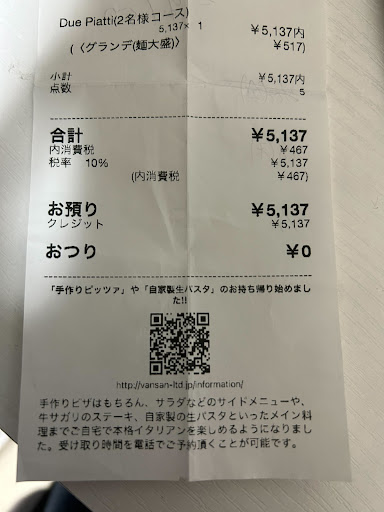 Due Piatti(2名様コース)
5,137× 1 ¥5,137内
(〈グランデ(麺大盛)〉 ¥517)
小計 ¥5,137内
点数 5
合計 ¥5,137
内消費税 ¥467
税率 10% ¥5,137
(内消費税 ¥467)
お預り ¥5,137
クレジット ¥5,137
おつり ¥0
「手作りピッツァ」や「自家製生パスタ」のお持ち帰り始めまし
た!!
http://vansan-ltd.jp/information/
手作りピザはもちろん、サラダなどのサイドメニューや、
牛サガリのステーキ、自家製の生パスタといったメイン料
理までご自宅で本格イタリアンを楽しめるようになりまし
た。受け取り時間を電話でご予約頂くことが可能です。